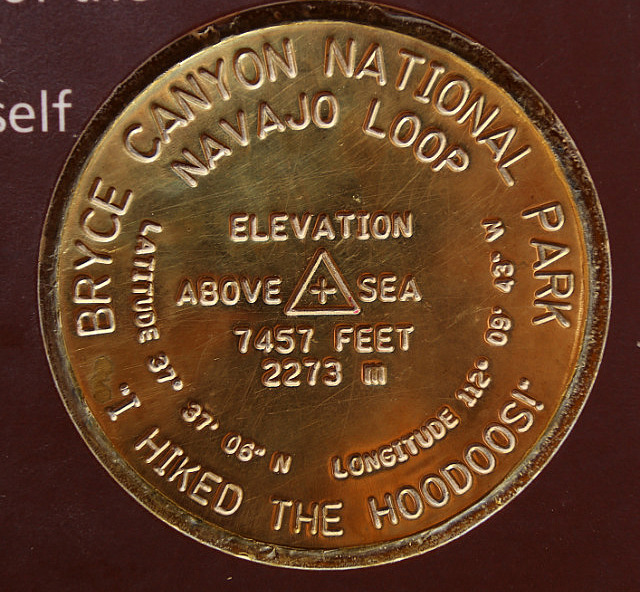 self
BRYCE CANYON NATIONAL PARK
NAVAJO LOOP
ELEVATION
ABOVE SEA
7457 FEET
2273 m
LATITUDE 37° 37' 06" N
LONGITUDE 112° 09' 43" W
"I HIKED THE HOODOOS!"